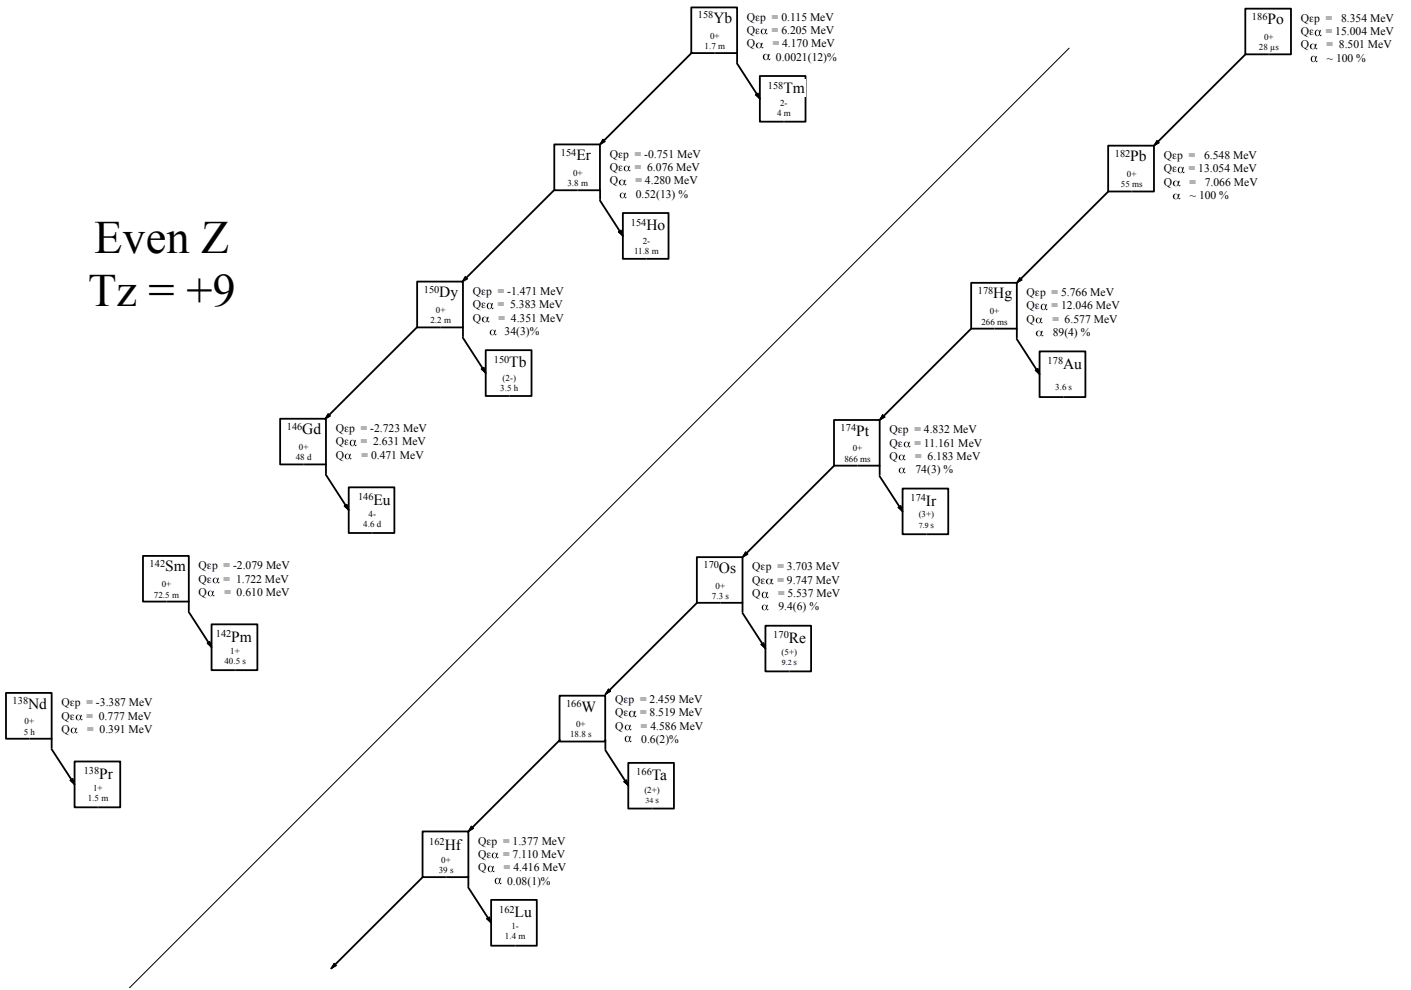 Even Z
Tz = +9
¹⁵⁸Yb
0+
1.7 m
Qεp = 0.115 MeV
Qεα = 6.205 MeV
Qα = 4.170 MeV
α 0.0021(12)%
¹⁵⁸Tm
2-
4 m
¹⁵⁴Er
0+
3.8 m
Qεp = -0.751 MeV
Qεα = 6.076 MeV
Qα = 4.280 MeV
α 0.52(13) %
¹⁵⁴Ho
2-
11.8 m
¹⁵⁰Dy
0+
2.2 m
Qεp = -1.471 MeV
Qεα = 5.383 MeV
Qα = 4.351 MeV
α 34(3)%
¹⁵⁰Tb
(2-)
3.5 h
¹⁴⁶Gd
0+
48 d
Qεp = -2.723 MeV
Qεα = 2.631 MeV
Qα = 0.471 MeV
¹⁴⁶Eu
4-
4.6 d
¹⁴²Sm
0+
72.5 m
Qεp = -2.079 MeV
Qεα = 1.722 MeV
Qα = 0.610 MeV
¹⁴²Pm
1+
40.5 s
¹³⁸Nd
0+
5 h
Qεp = -3.387 MeV
Qεα = 0.777 MeV
Qα = 0.391 MeV
¹³⁸Pr
1+
1.5 m
¹⁸⁶Po
0+
28 μs
Qεp = 8.354 MeV
Qεα = 15.004 MeV
Qα = 8.501 MeV
α ~ 100 %
¹⁸²Pb
0+
55 ms
Qεp = 6.548 MeV
Qεα = 13.054 MeV
Qα = 7.066 MeV
α ~ 100 %
¹⁷⁸Hg
0+
266 ms
Qεp = 5.766 MeV
Qεα = 12.046 MeV
Qα = 6.577 MeV
α 89(4) %
¹⁷⁸Au
3.6 s
¹⁷⁴Pt
0+
866 ms
Qεp = 4.832 MeV
Qεα = 11.161 MeV
Qα = 6.183 MeV
α 74(3) %
¹⁷⁴Ir
(3+)
7.9 s
¹⁷⁰Os
0+
7.3 s
Qεp = 3.703 MeV
Qεα = 9.747 MeV
Qα = 5.537 MeV
α 9.4(6) %
¹⁷⁰Re
(5+)
9.2 s
¹⁶⁶W
0+
18.8 s
Qεp = 2.459 MeV
Qεα = 8.519 MeV
Qα = 4.586 MeV
α 0.6(2)%
¹⁶⁶Ta
(2+)
34 s
¹⁶²Hf
0+
39 s
Qεp = 1.377 MeV
Qεα = 7.110 MeV
Qα = 4.416 MeV
α 0.08(1)%
¹⁶²Lu
1-
1.4 m